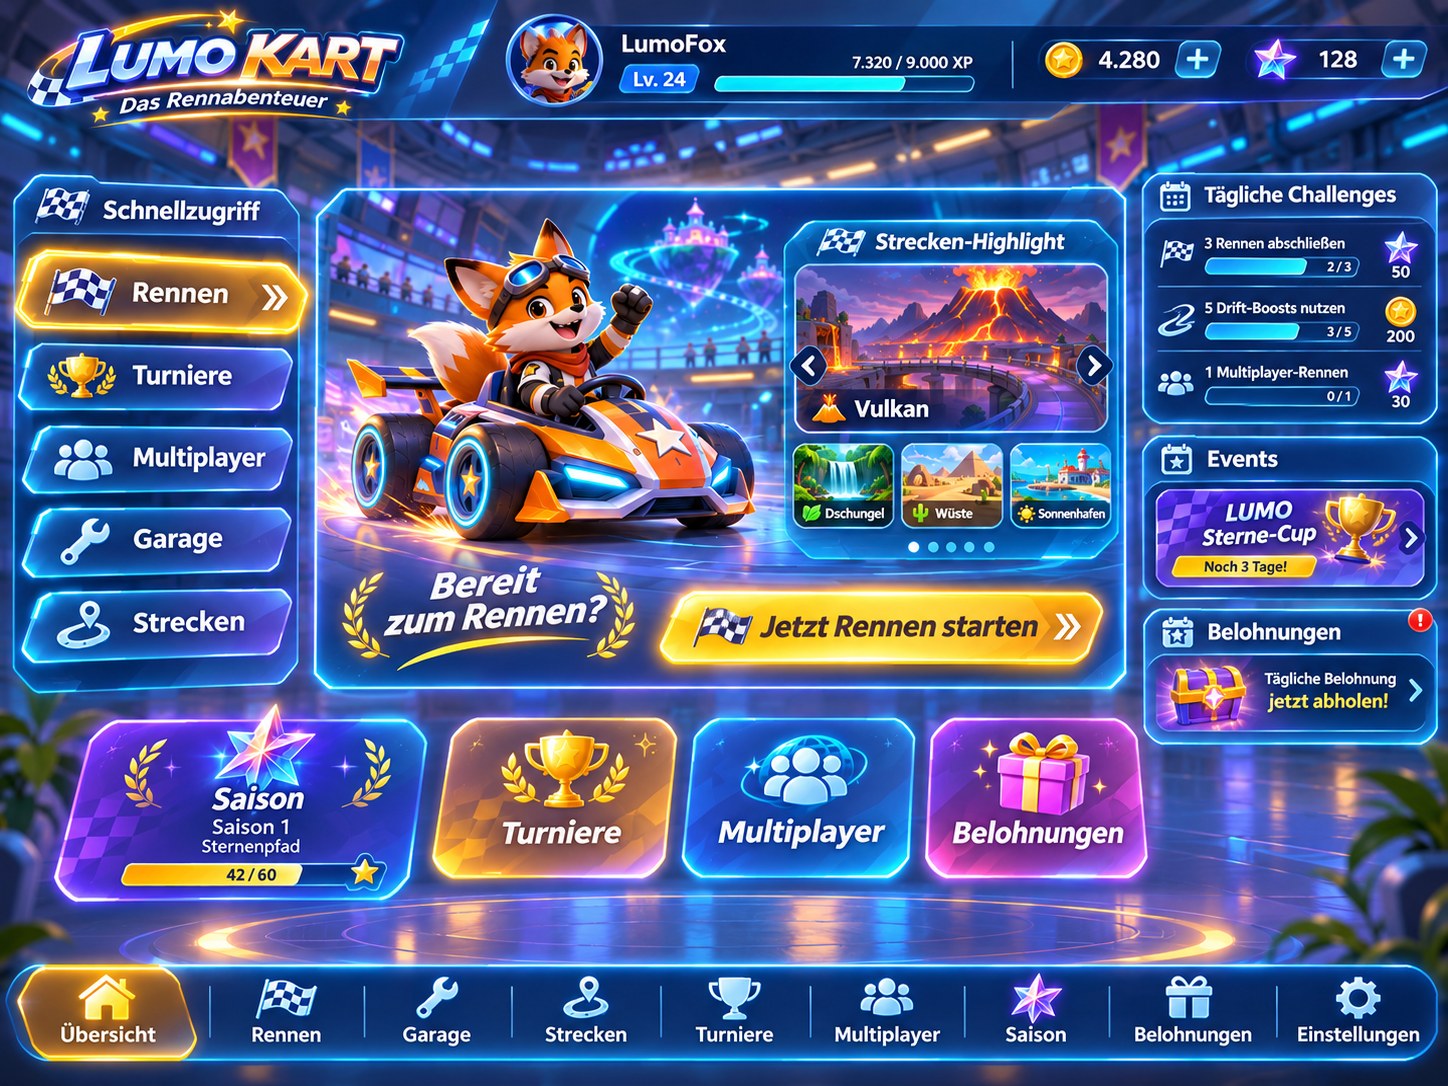 LUMO KART
Das Rennabenteuer
LumoFox
Lv. 24
7.320 / 9.000 XP
4.280
128
Schnellzugriff
Rennen
Turniere
Multiplayer
Garage
Strecken
Strecken-Highlight
Vulkan
Dschungel
Wüste
Sonnenhafen
Bereit
zum Rennen?
Jetzt Rennen starten
Tägliche Challenges
3 Rennen abschließen
2 / 3
50
5 Drift-Boosts nutzen
3 / 5
200
1 Multiplayer-Rennen
0 / 1
30
Events
LUMO
Sterne-Cup
Noch 3 Tage!
Belohnungen
!
Tägliche Belohnung
jetzt abholen!
Saison
Saison 1
Sternenpfad
42 / 60
Turniere
Multiplayer
Belohnungen
Übersicht
Rennen
Garage
Strecken
Turniere
Multiplayer
Saison
Belohnungen
Einstellungen